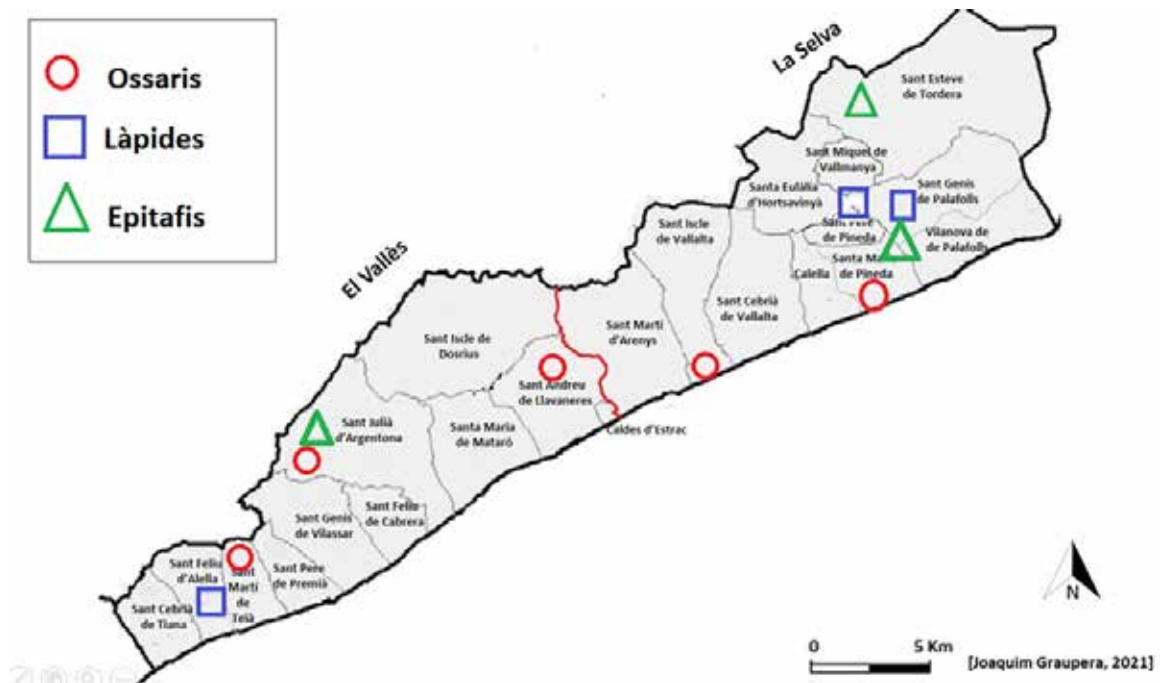 Ossaris
Làpides
Epitafis
La Selva
El Vallès
Sant Esteve
de Tordera
Sant Miquel de
Vallmanya
Santa Eulàlia
d'Hortsavinyà
Sant Genís
de Palafolls
Sant Pere
de Pineda
Vilanova de
de Palafolls
Santa Ma
de Pineda
Calella
Sant Iscle
de Vallalta
Sant Cebrià
de Vallalta
Sant Martí
d'Arenys
Sant Iscle de
Dosrius
Sant Andreu
de Llavaneres
Caldes d'Estrac
Santa Maria
de Mataró
Sant Julià
d'Argentona
Sant Feliu
de Cabrera
Sant Genís
de Vilassar
Sant Pere
de Premià
Sant Feliu
d'Alella
Sant
Martí
de
Teià
Sant Cebrià
de Tiana
N
0 5 Km
[Joaquim Graupera, 2021]